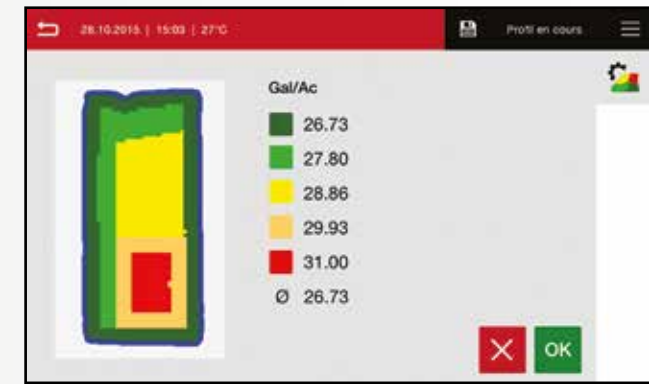 28.10.2015. | 15:03 | 27°C
Profil en cours
Gal/Ac
26.73
27.80
28.86
29.93
31.00
Ø 26.73
OK